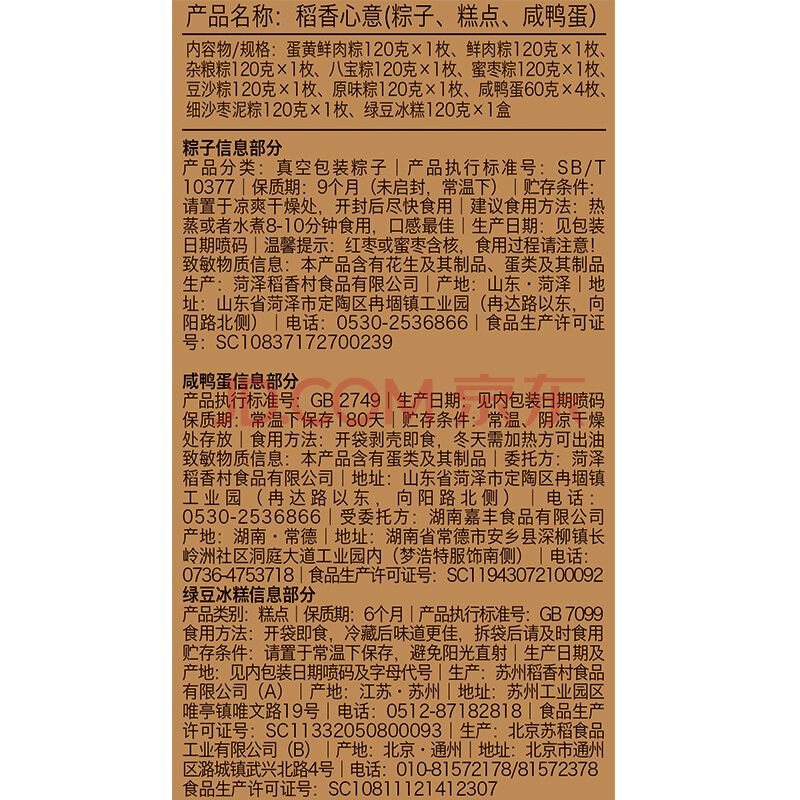 产品名称：稻香心意(粽子、糕点、咸鸭蛋)
内容物/规格：蛋黄鲜肉粽120克×1枚、鲜肉粽120克×1枚、
杂粮粽120克×1枚、八宝粽120克×1枚、蜜枣粽120克×1枚、
豆沙粽120克×1枚、原味粽120克×1枚、咸鸭蛋60克×4枚、
细沙枣泥粽120克×1枚、绿豆冰糕120克×1盒
粽子信息部分
产品分类：真空包装粽子｜产品执行标准号：SB/T
10377｜保质期：9个月（未启封，常温下）｜贮存条件：
请置于凉爽干燥处，开封后尽快食用｜建议食用方法：热
蒸或者水煮8-10分钟食用，口感最佳｜生产日期：见包装
日期喷码｜温馨提示：红枣或蜜枣含核，食用过程请注意！
致敏物质信息：本产品含有花生及其制品、蛋类及其制品
生产：菏泽稻香村食品有限公司｜产地：山东·菏泽｜地
址：山东省菏泽市定陶区冉堌镇工业园（冉达路以东，向
阳路北侧）｜电话：0530-2536866｜食品生产许可证
号：SC10837172700239
咸鸭蛋信息部分
产品执行标准号：GB 2749｜生产日期：见内包装日期喷码
保质期：常温下保存180天｜贮存条件：常温、阴凉干燥
处存放｜食用方法：开袋剥壳即食，冬天需加热方可出油
致敏物质信息：本产品含有蛋类及其制品｜委托方：菏泽
稻香村食品有限公司｜地址：山东省菏泽市定陶区冉堌镇
工业园（冉达路以东，向阳路北侧）｜电话：
0530-2536866｜受委托方：湖南嘉丰食品有限公司
产地：湖南·常德｜地址：湖南省常德市安乡县深柳镇长
岭洲社区洞庭大道工业园内（梦浩特服饰南侧）｜电话：
0736-4753718｜食品生产许可证号：SC11943072100092
绿豆冰糕信息部分
产品类别：糕点｜保质期：6个月｜产品执行标准号：GB 7099
食用方法：开袋即食，冷藏后味道更佳，拆袋后请及时食用
贮存条件：请置于常温下保存，避免阳光直射｜生产日期及
产地：见内包装日期喷码及字母代号｜生产：苏州稻香村食品
有限公司（A）｜产地：江苏·苏州｜地址：苏州工业园区
唯亭镇唯文路19号｜电话：0512-87182818｜食品生产
许可证号：SC11332050800093｜生产：北京苏稻食品
工业有限公司（B）｜产地：北京·通州｜地址：北京市通州
区潞城镇武兴北路4号｜电话：010-81572178/81572378
食品生产许可证号：SC10811121412307
JD.COM 京东